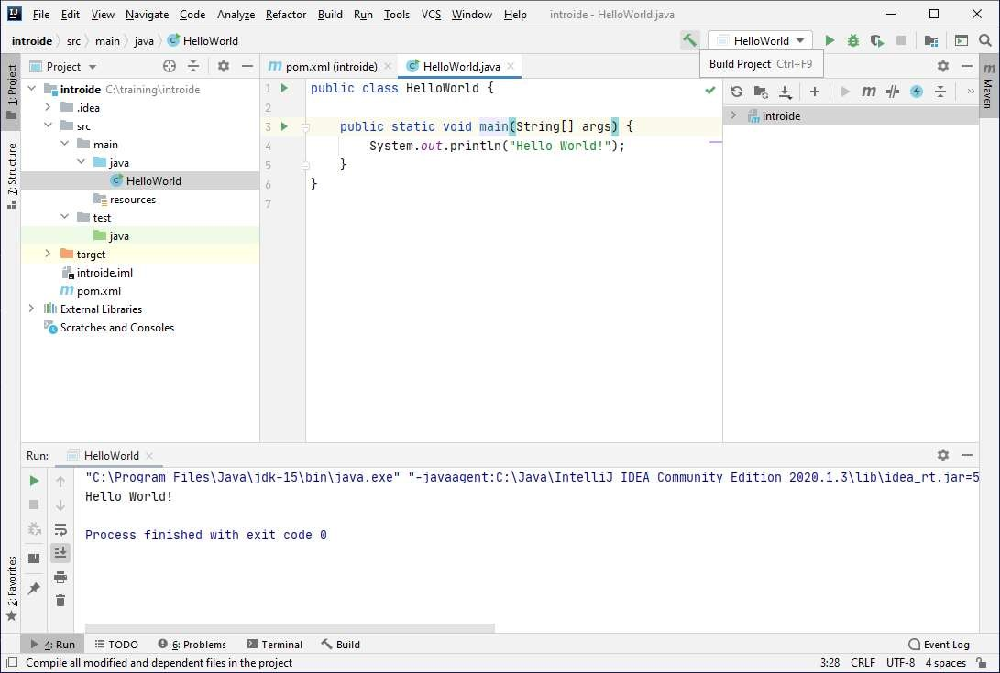 File Edit View Navigate Code Analyze Refactor Build Run Tools VCS Window Help introide - HelloWorld.java
introide src main java HelloWorld HelloWorld
Build Project Ctrl+F9
Project pom.xml (introide) HelloWorld.java
1: Project
7: Structure
2: Favorites
Maven
introide C:\training\introide
.idea
src
main
java
HelloWorld
resources
test
java
target
introide.iml
pom.xml
External Libraries
Scratches and Consoles
1 public class HelloWorld {
2
3 public static void main(String[] args) {
4 System.out.println("Hello World!");
5 }
6 }
7
introide
Run: HelloWorld
"C:\Program Files\Java\jdk-15\bin\java.exe" "-javaagent:C:\Java\IntelliJ IDEA Community Edition 2020.1.3\lib\idea_rt.jar=5
Hello World!
Process finished with exit code 0
4: Run TODO 6: Problems Terminal Build Event Log
Compile all modified and dependent files in the project 3:28 CRLF UTF-8 4 spaces